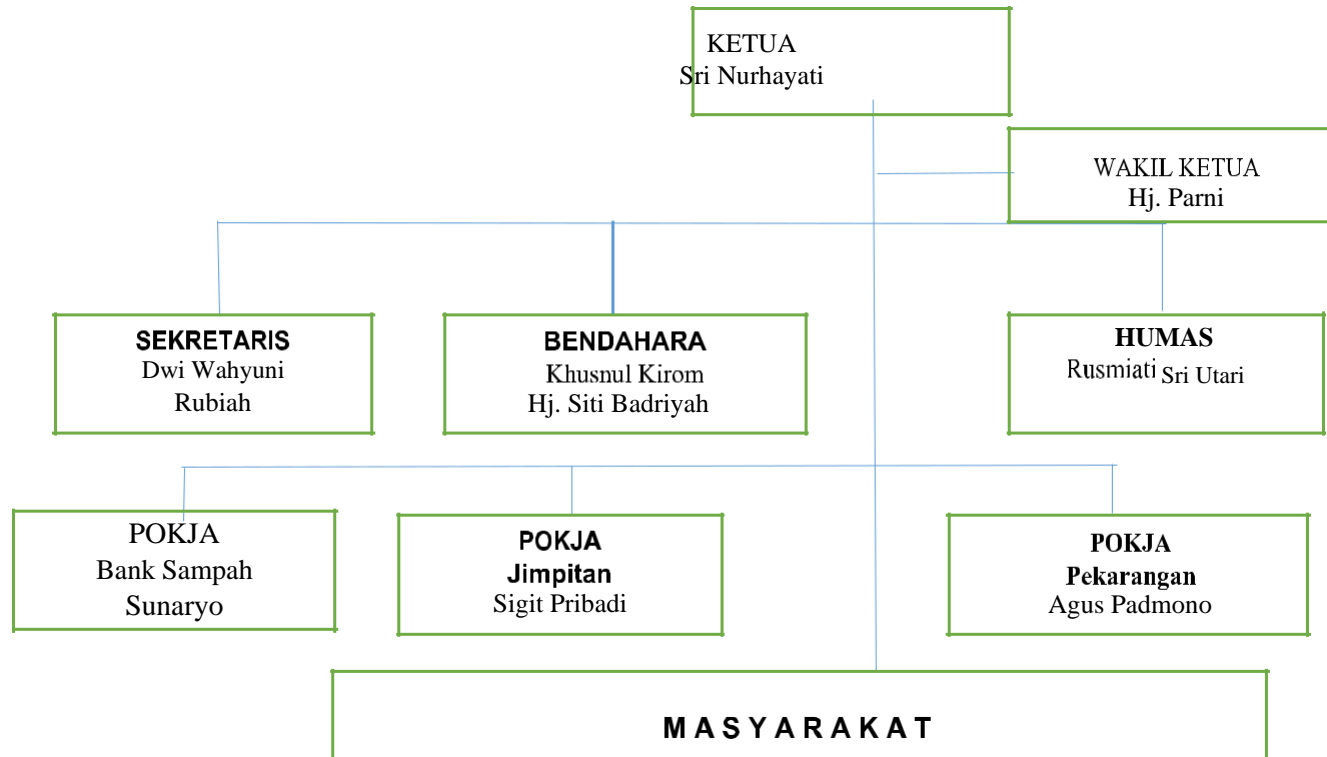 KETUA
Sri Nurhayati
WAKIL KETUA
Hj. Parni
SEKRETARIS
Dwi Wahyuni
Rubiah
BENDAHARA
Khusnul Kirom
Hj. Siti Badriyah
HUMAS
Rusmiati Sri Utari
POKJA
Bank Sampah
Sunaryo
POKJA
Jimpitan
Sigit Pribadi
POKJA
Pekarangan
Agus Padmono
M A S Y A R A K A T